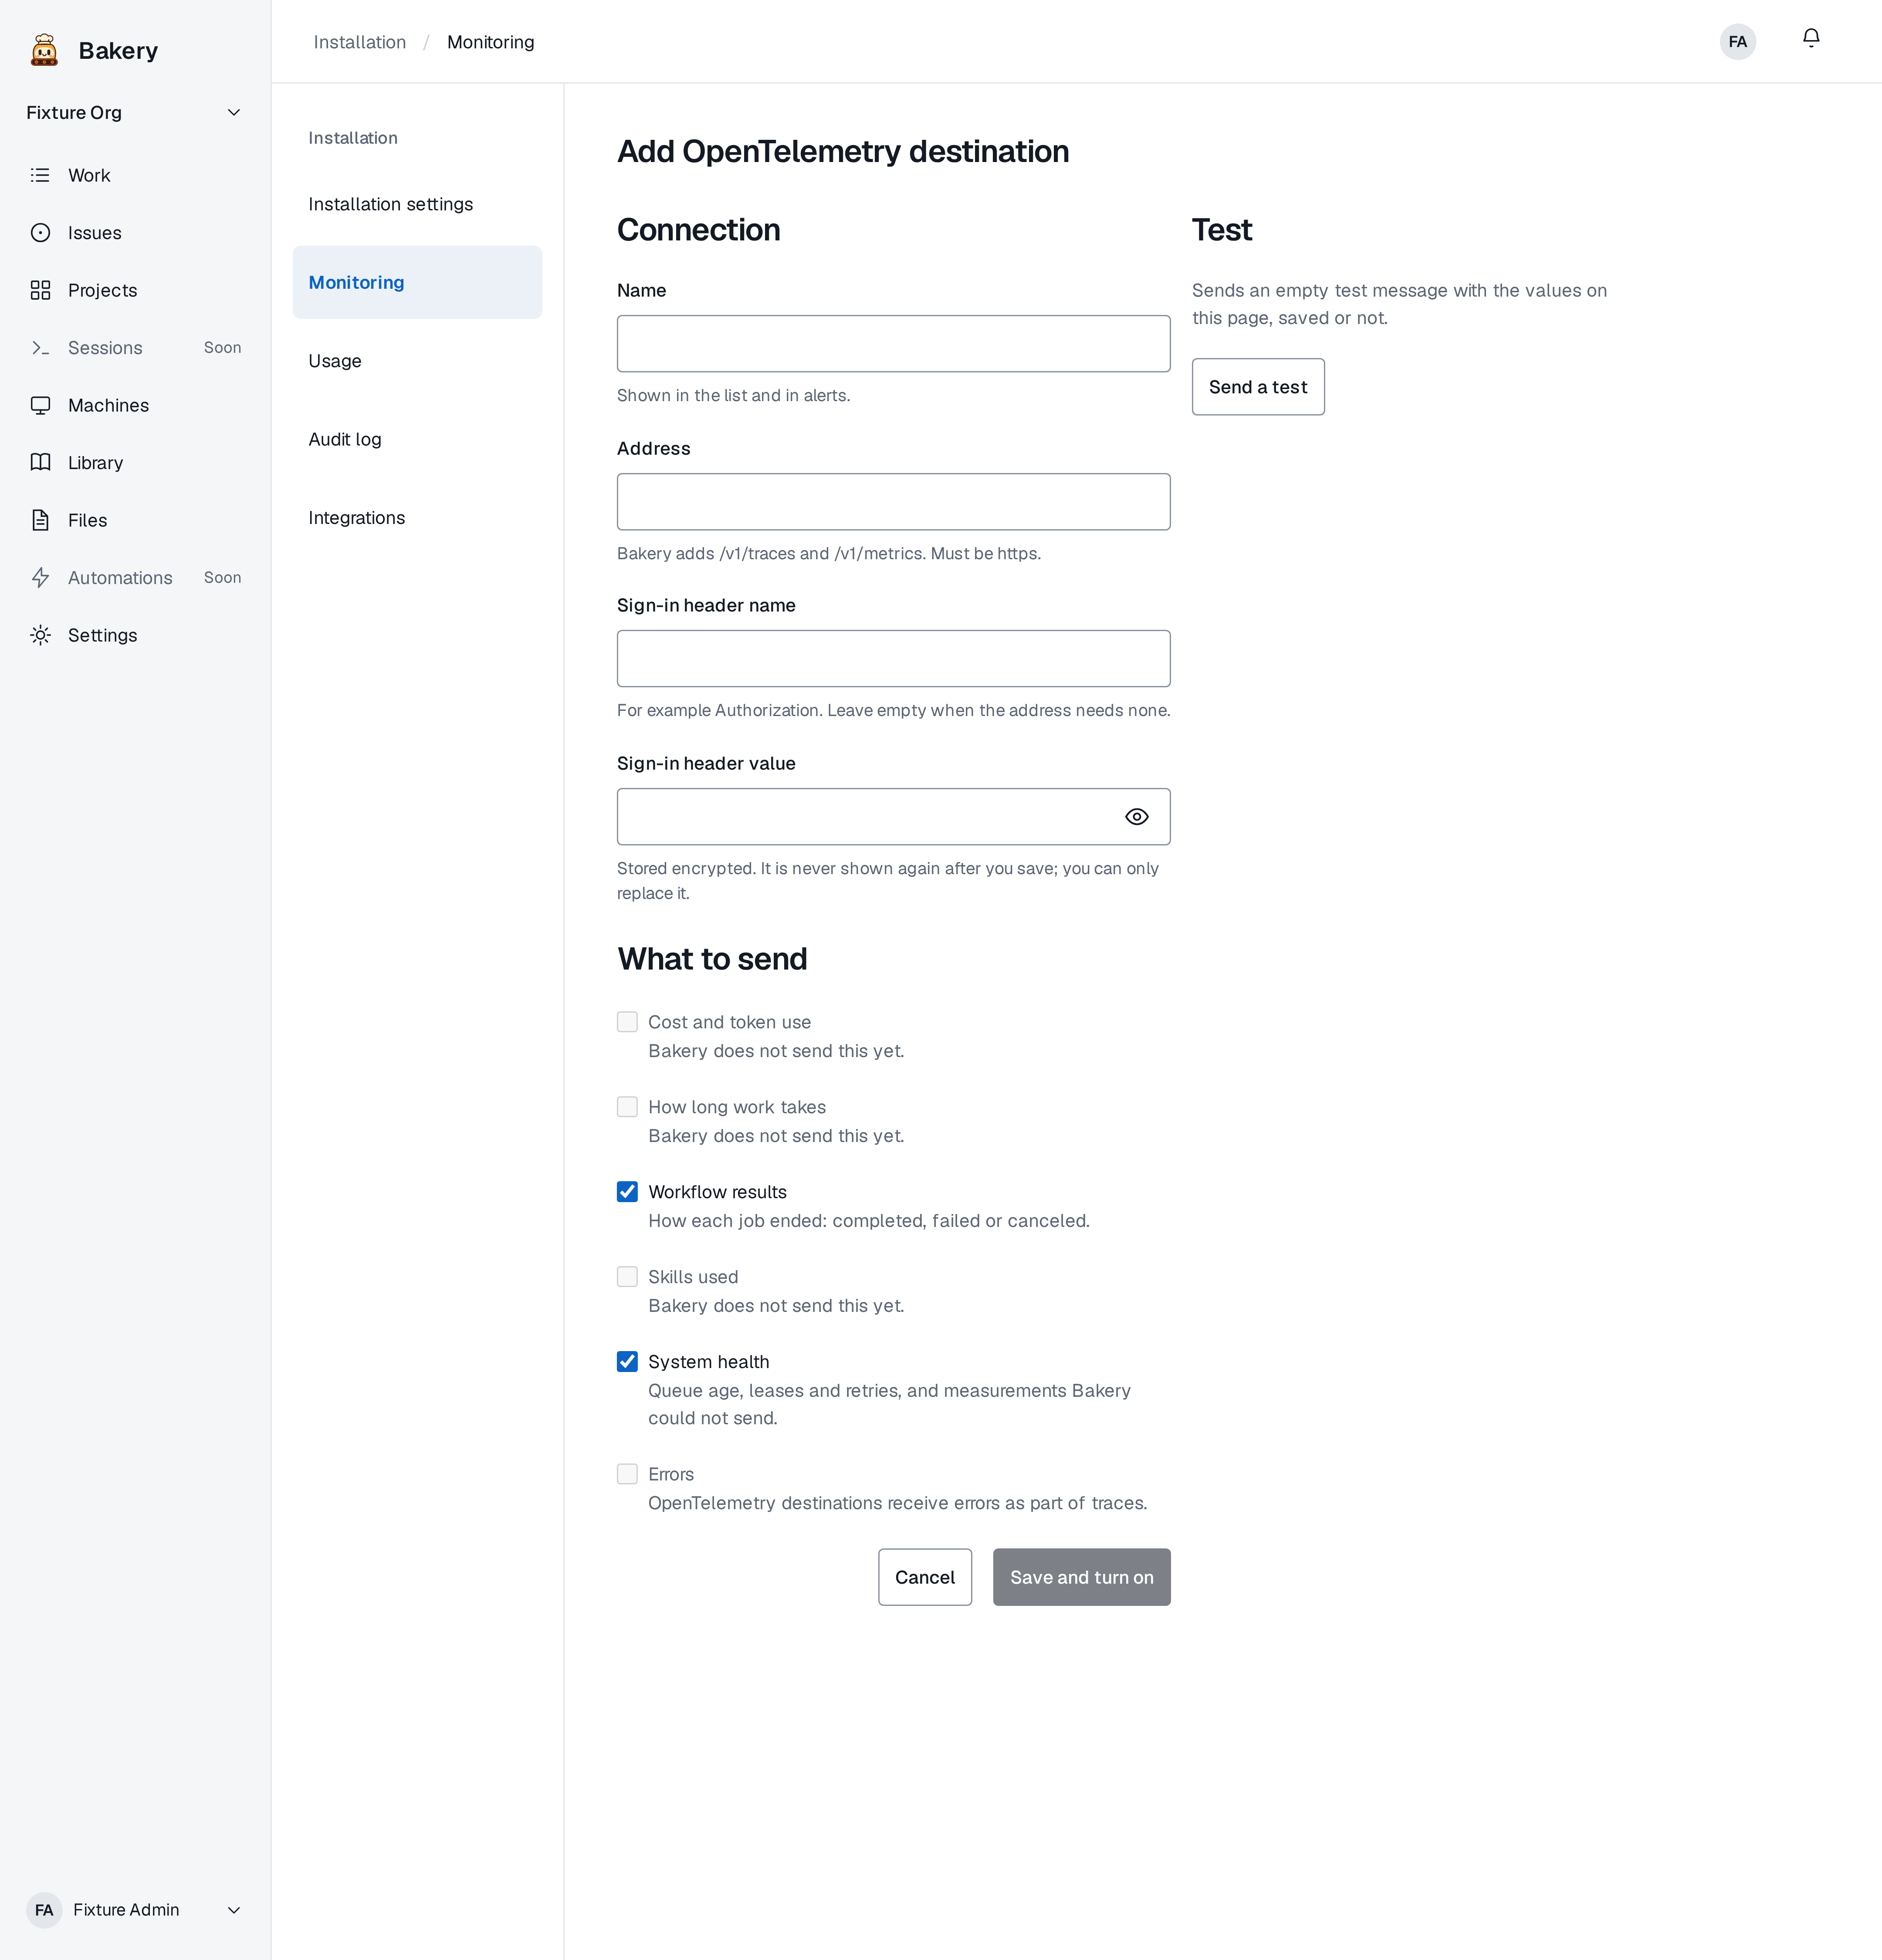 Bakery
Fixture Org
Work
Issues
Projects
Sessions Soon
Machines
Library
Files
Automations Soon
Settings
FA Fixture Admin
Installation / Monitoring
FA
Installation
Installation settings
Monitoring
Usage
Audit log
Integrations
Add OpenTelemetry destination
Connection
Name
Shown in the list and in alerts.
Address
Bakery adds /v1/traces and /v1/metrics. Must be https.
Sign-in header name
For example Authorization. Leave empty when the address needs none.
Sign-in header value
Stored encrypted. It is never shown again after you save; you can only
replace it.
What to send
Cost and token use
Bakery does not send this yet.
How long work takes
Bakery does not send this yet.
Workflow results
How each job ended: completed, failed or canceled.
Skills used
Bakery does not send this yet.
System health
Queue age, leases and retries, and measurements Bakery
could not send.
Errors
OpenTelemetry destinations receive errors as part of traces.
Cancel
Save and turn on
Test
Sends an empty test message with the values on
this page, saved or not.
Send a test